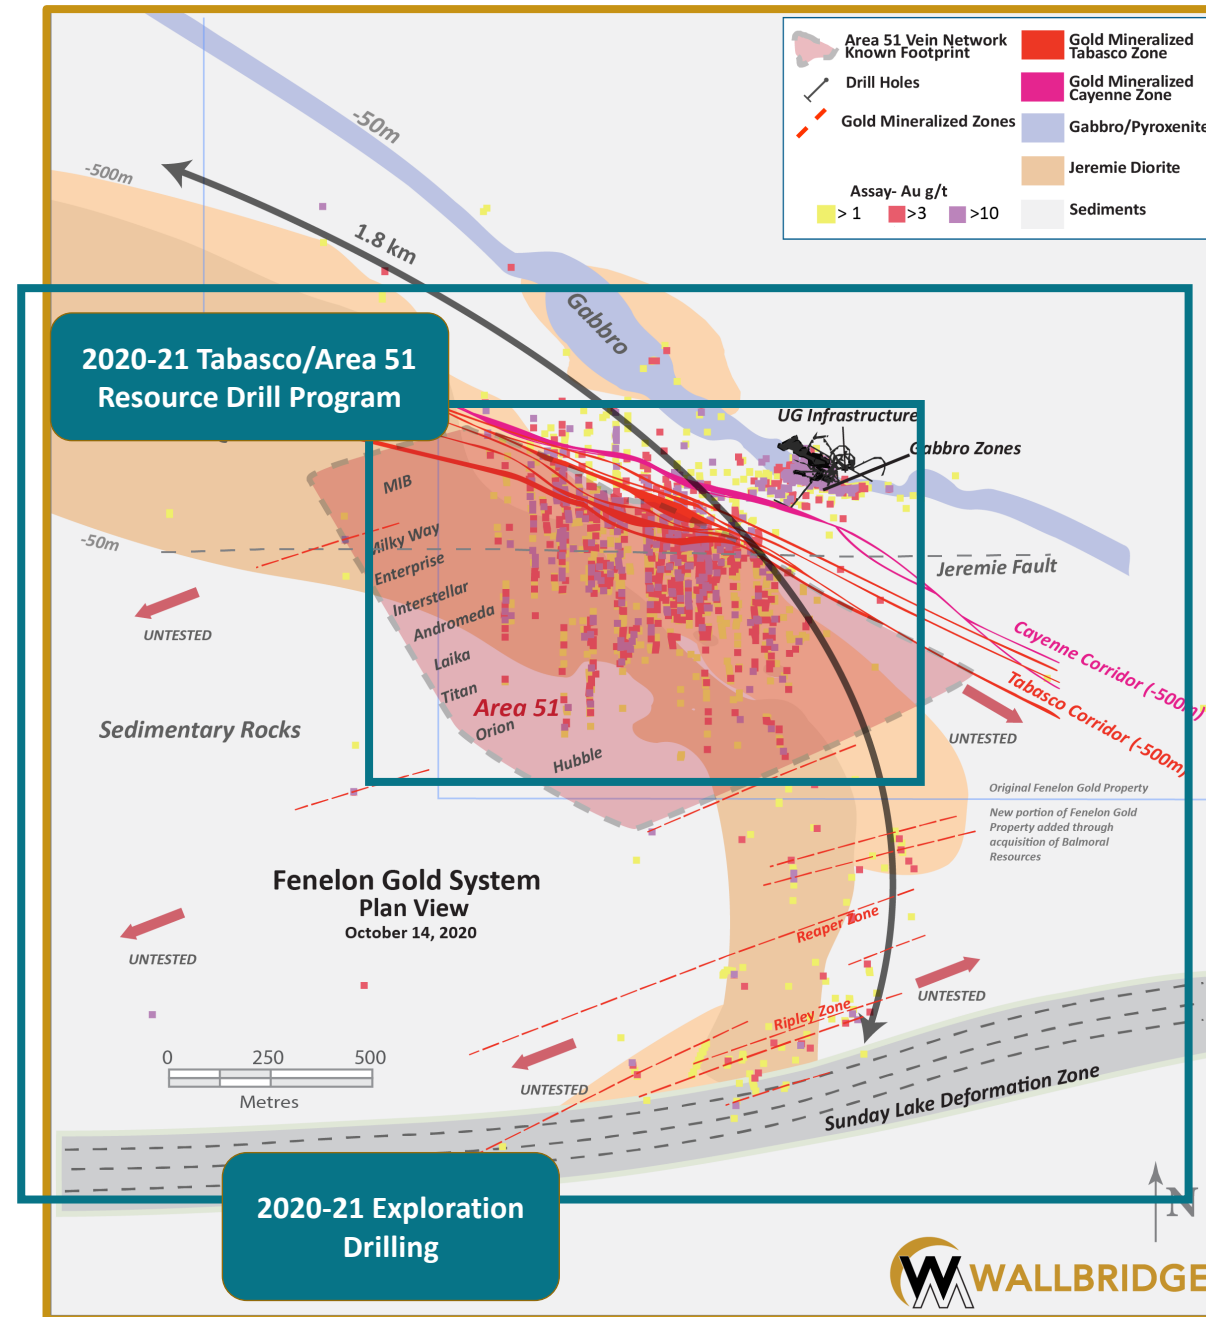 Area 51 Vein Network
Known Footprint
Drill Holes
Gold Mineralized Zones
Assay- Au g/t
> 1
>3
>10
Gold Mineralized
Tabasco Zone
Gold Mineralized
Cayenne Zone
Gabbro/Pyroxenite
Jeremie Diorite
Sediments
-50m
-500m
1.8 km
Gabbro
2020-21 Tabasco/Area 51
Resource Drill Program
UG Infrastructure
Gabbro Zones
MIB
Milky Way
Enterprise
Interstellar
Andromeda
Laika
Titan
Orion
Hubble
Area 51
-50m
Jeremie Fault
UNTESTED
Cayenne Corridor (-500m)
Tabasco Corridor (-500m)
Sedimentary Rocks
UNTESTED
Original Fenelon Gold Property
New portion of Fenelon Gold
Property added through
acquisition of Balmoral
Resources
Fenelon Gold System
Plan View
October 14, 2020
Reaper Zone
UNTESTED
UNTESTED
Ripley Zone
0 250 500
Metres
UNTESTED
Sunday Lake Deformation Zone
2020-21 Exploration
Drilling
N
WALLBRIDGE